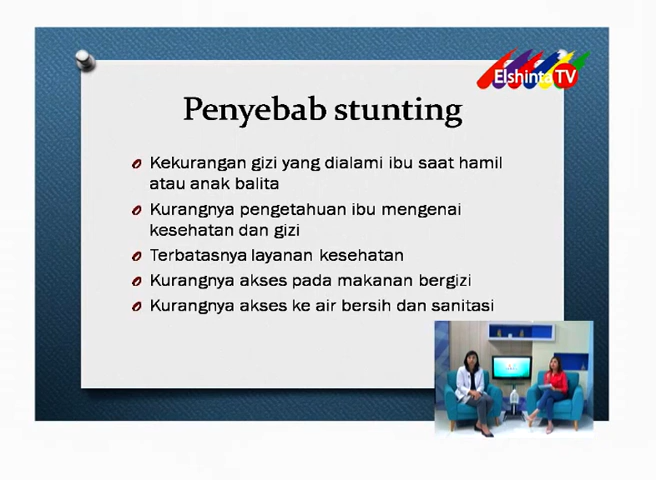 Elshinta TV
Penyebab stunting
Kekurangan gizi yang dialami ibu saat hamil
atau anak balita
Kurangnya pengetahuan ibu mengenai
kesehatan dan gizi
Terbatasnya layanan kesehatan
Kurangnya akses pada makanan bergizi
Kurangnya akses ke air bersih dan sanitasi